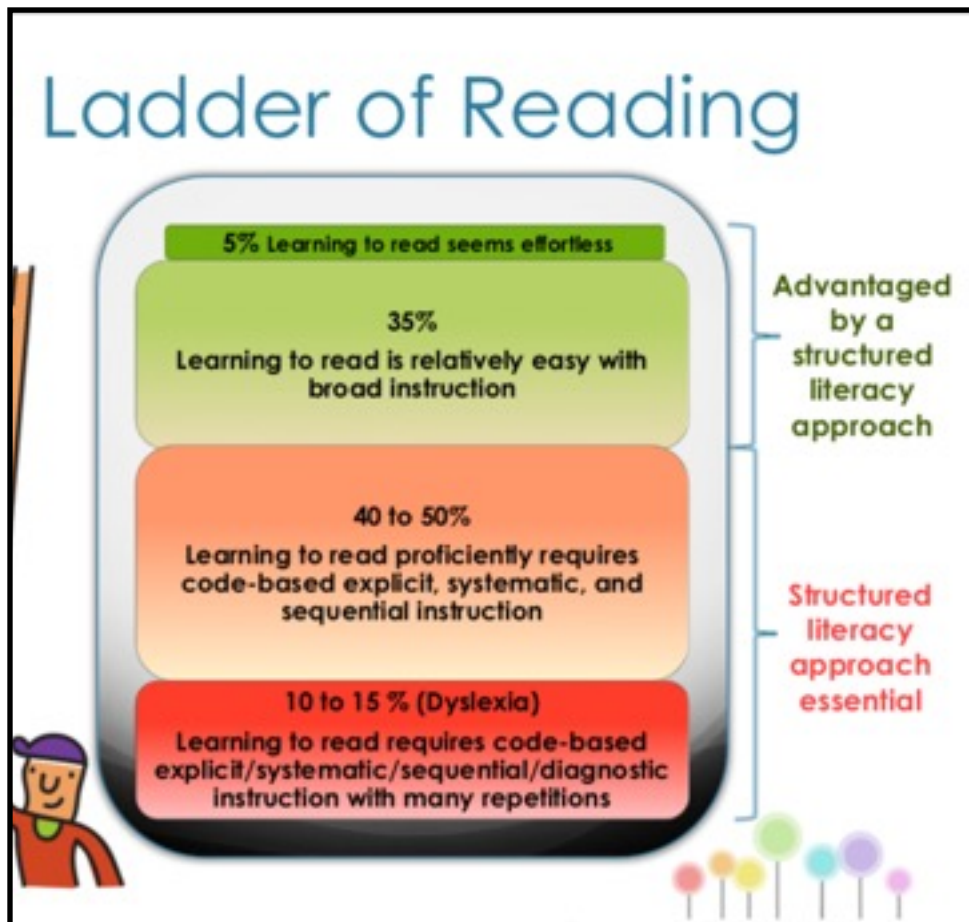 Ladder of Reading
5% Learning to read seems effortless
35%
Learning to read is relatively easy with
broad instruction
40 to 50%
Learning to read proficiently requires
code-based explicit, systematic, and
sequential instruction
10 to 15 % (Dyslexia)
Learning to read requires code-based
explicit/systematic/sequential/diagnostic
instruction with many repetitions
Advantaged
by a
structured
literacy
approach
Structured
literacy
approach
essential